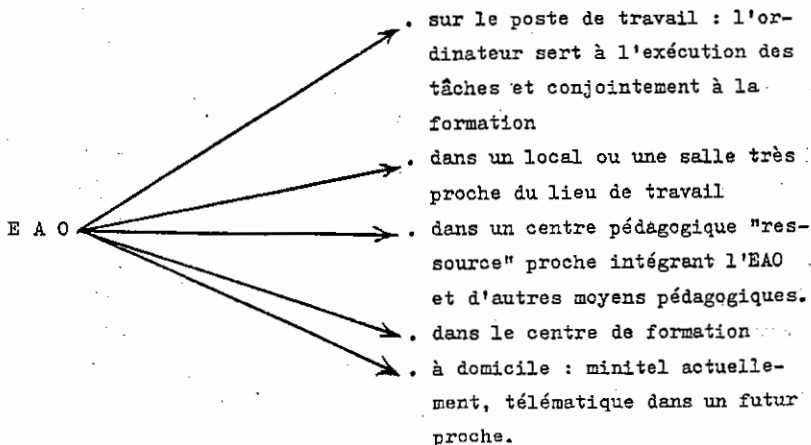 . sur le poste de travail : l'or-
dinateur sert à l'exécution des
tâches et conjointement à la
formation
. dans un local ou une salle très
proche du lieu de travail
E A O . dans un centre pédagogique "res-
source" proche intégrant l'EAO
et d'autres moyens pédagogiques.
. dans le centre de formation
. à domicile : minitel actuelle-
ment, télématique dans un futur
proche.